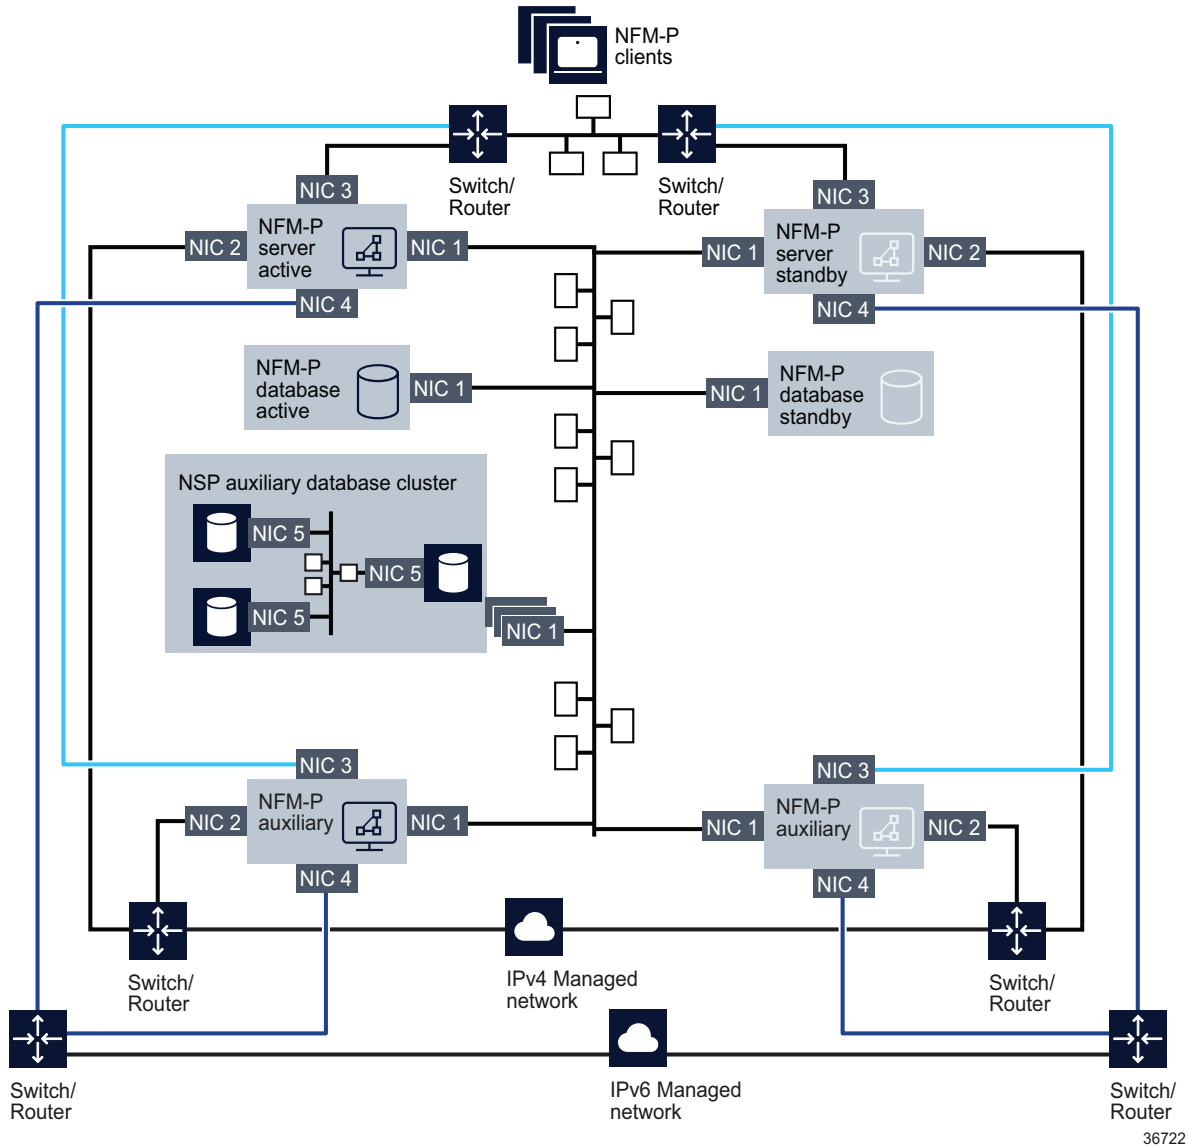 NFM-P
clients
Switch/
Router
Switch/
Router
NIC 3
NFM-P
server
active
NIC 2
NIC 1
NIC 4
NIC 3
NFM-P
server
standby
NIC 1
NIC 2
NIC 4
NFM-P
database
active
NIC 1
NIC 1
NFM-P
database
standby
NSP auxiliary database cluster
NIC 5
NIC 5
NIC 5
NIC 1
NIC 3
NFM-P
auxiliary
NIC 2
NIC 1
NIC 4
NIC 3
NFM-P
auxiliary
NIC 1
NIC 2
NIC 4
Switch/
Router
IPv4 Managed
network
Switch/
Router
Switch/
Router
IPv6 Managed
network
Switch/
Router
36722